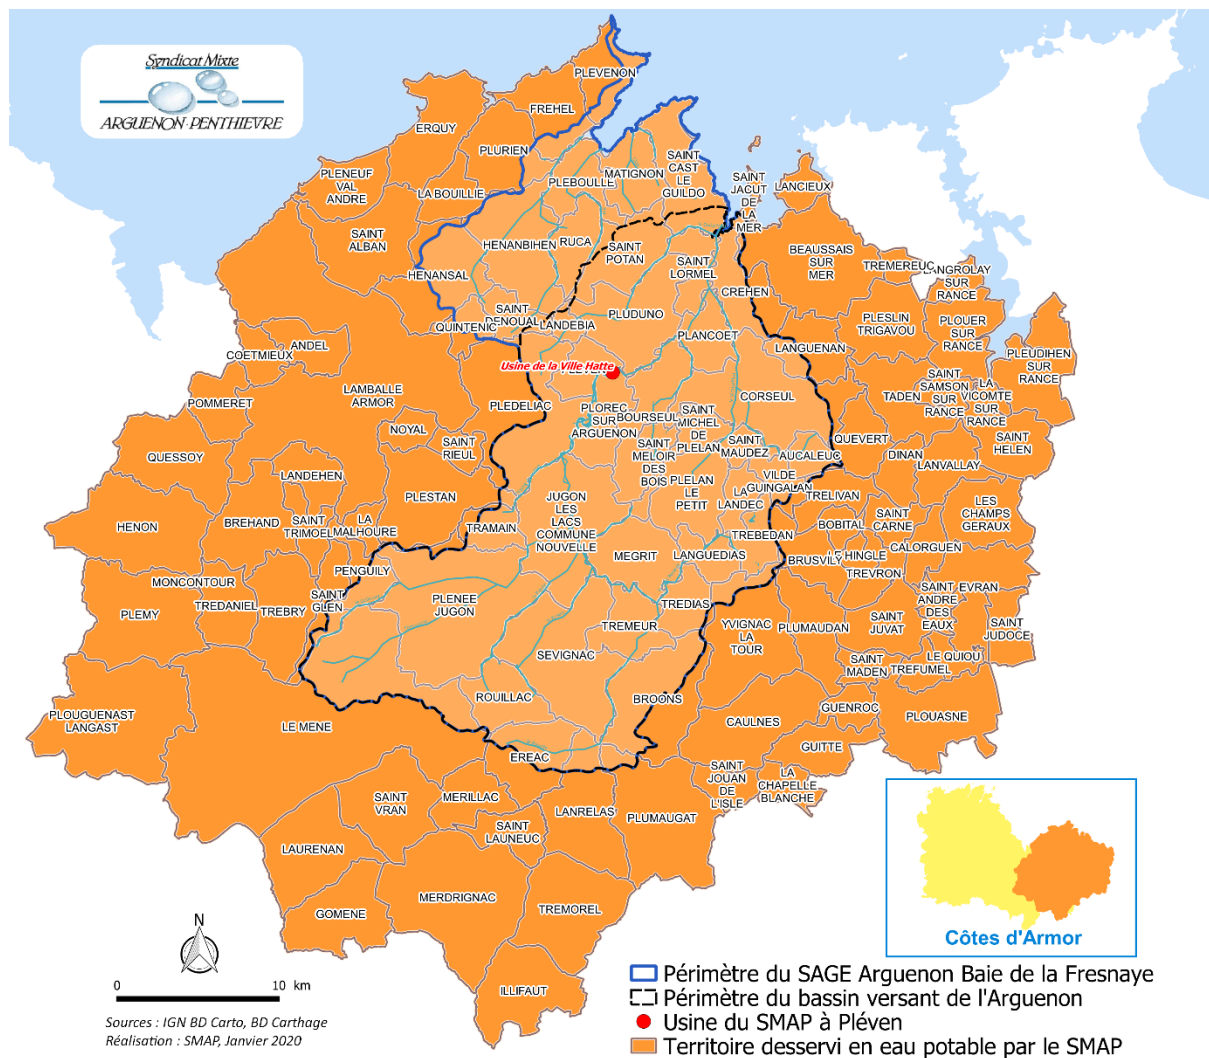 Syndicat Mixte
ARGUENON-PENTHIEVRE
PLEVENON
FREHEL
ERQUY
PLURIEN
PLENEUF
VAL
ANDRE
LA BOUILLIE
PLEBOULLE
MATIGNON
SAINT
CAST
LE
GUILDO
SAINT
JACUT
DE
LA
MER
LANCIEUX
SAINT
ALBAN
HENANBIHEN
RUCA
SAINT
POTAN
BEAUSSAIS
SUR
MER
TREMEREUC
LANGROLAY
SUR
RANCE
HENANSAL
SAINT
LORMEL
CREHEN
SAINT
DENOUAL
QUINTENIC
LANDEBIA
PLUDUNO
PLESLIN
TRIGAVOU
PLOUER
SUR
RANCE
PLANCOET
LANGUENAN
PLEUDIHEN
SUR
RANCE
COETMIEUX
ANDEL
Usine de la Ville Hatte
PLEVEN
LAMBALLE
ARMOR
POMMERET
PLEDELIAC
CORSEUL
TADEN
SAINT
SAMSON
SUR
RANCE
LA
VICOMTE
SUR
RANCE
PLOREC
SUR
ARGUENON
BOURSEUL
SAINT
MICHEL
DE
PLELAN
NOYAL
SAINT
RIEUL
QUESSOY
SAINT
MELOIR
DES
BOIS
SAINT
MAUDEZ
AUCALEUC
QUEVERT
DINAN
LANVALLAY
SAINT
HELEN
LANDEHEN
PLESTAN
PLELAN
LE
PETIT
VILDE
GUINGALAN
LA
LANDEC
TRELIVAN
JUGON
LES
LACS
COMMUNE
NOUVELLE
HENON
BREHAND
SAINT
TRIMOEL
LA
MALHOURE
TRAMAIN
BOBITAL
SAINT
CARNE
LES
CHAMPS
GERAUX
TREBEDAN
MEGRIT
LANGUEDIAS
BRUSVILY
LE HINGLE
CALORGUEN
TREVRON
PENGUILY
MONCONTOUR
PLEMY
TREDANIEL
TREBRY
SAINT
GLEN
PLENEE
JUGON
TREDIAS
SAINT
ANDRE
DES
EAUX
EVRAN
TREMEUR
YVIGNAC
LA
TOUR
PLUMAUDAN
SAINT
JUVAT
SAINT
JUDOCE
SEVIGNAC
SAINT
MADEN
TREFUMEL
LE QUIOU
ROUILLAC
BROONS
GUENROC
PLOUASNE
PLOUGUENAST
LANGAST
LE MENE
CAULNES
GUITTE
EREAC
SAINT
JOUAN
DE
L'ISLE
LA
CHAPELLE
BLANCHE
SAINT
VRAN
MERILLAC
LANRELAS
PLUMAUGAT
SAINT
LAUNEUC
LAURENAN
MERDRIGNAC
GOMENE
TREMOREL
ILLIFAUT
N
0
10 km
Sources : IGN BD Carto, BD Carthage
Réalisation : SMAP, Janvier 2020
Côtes d'Armor
Périmètre du SAGE Arguenon Baie de la Fresnaye
Périmètre du bassin versant de l'Arguenon
Usine du SMAP à Pléven
Territoire desservi en eau potable par le SMAP